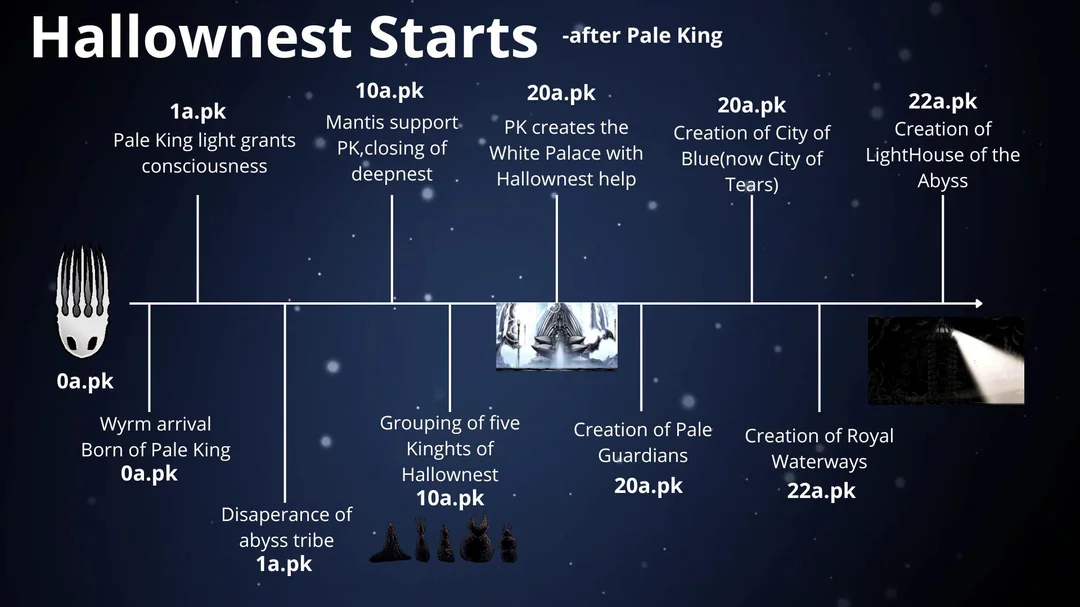 Hallownest Starts -after Pale King
1a.pk
Pale King light grants
consciousness
10a.pk
Mantis support
PK,closing of
deepnest
20a.pk
PK creates the
White Palace with
Hallownest help
20a.pk
Creation of City of
Blue(now City of
Tears)
22a.pk
Creation of
LightHouse of the
Abyss
0a.pk
Wyrm arrival
Born of Pale King
0a.pk
Disaperance of
abyss tribe
1a.pk
Grouping of five
Kinghts of
Hallownest
10a.pk
Creation of Pale
Guardians
20a.pk
Creation of Royal
Waterways
22a.pk